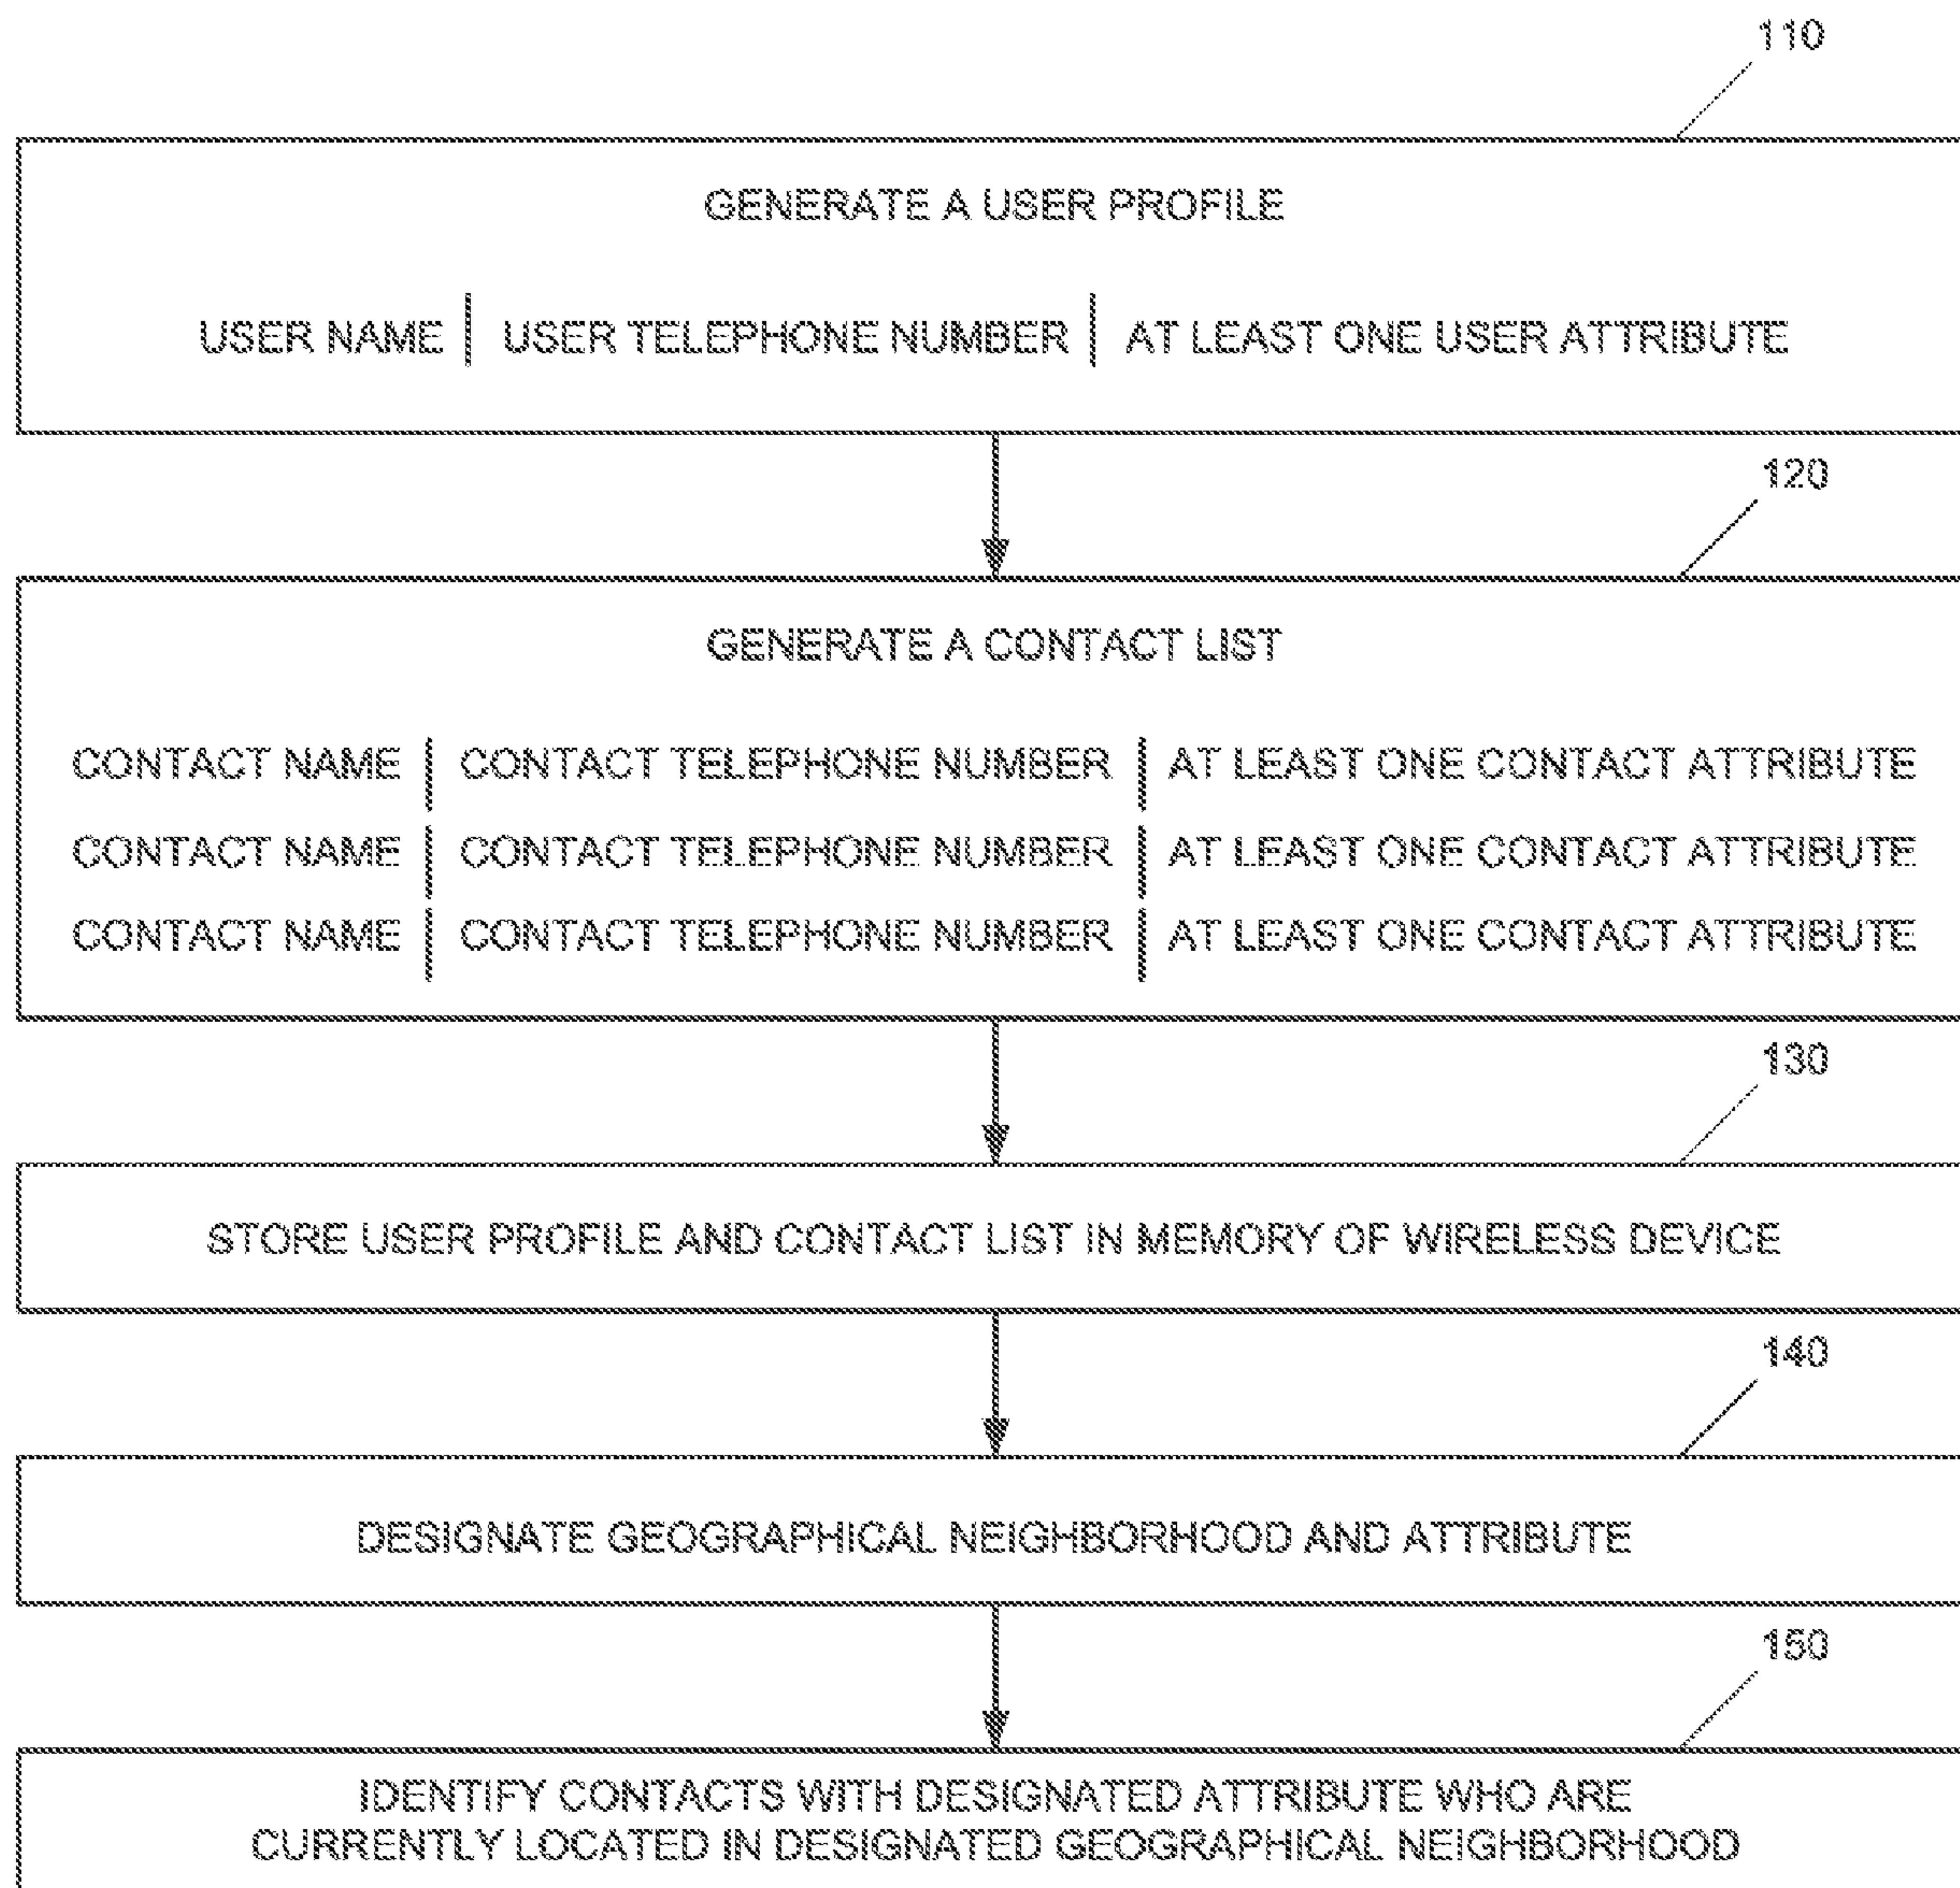 110
GENERATE A USER PROFILE
USER NAME | USER TELEPHONE NUMBER | AT LEAST ONE USER ATTRIBUTE
120
GENERATE A CONTACT LIST
CONTACT NAME | CONTACT TELEPHONE NUMBER | AT LEAST ONE CONTACT ATTRIBUTE
CONTACT NAME | CONTACT TELEPHONE NUMBER | AT LEAST ONE CONTACT ATTRIBUTE
CONTACT NAME | CONTACT TELEPHONE NUMBER | AT LEAST ONE CONTACT ATTRIBUTE
130
STORE USER PROFILE AND CONTACT LIST IN MEMORY OF WIRELESS DEVICE
140
DESIGNATE GEOGRAPHICAL NEIGHBORHOOD AND ATTRIBUTE
150
IDENTIFY CONTACTS WITH DESIGNATED ATTRIBUTE WHO ARE
CURRENTLY LOCATED IN DESIGNATED GEOGRAPHICAL NEIGHBORHOOD